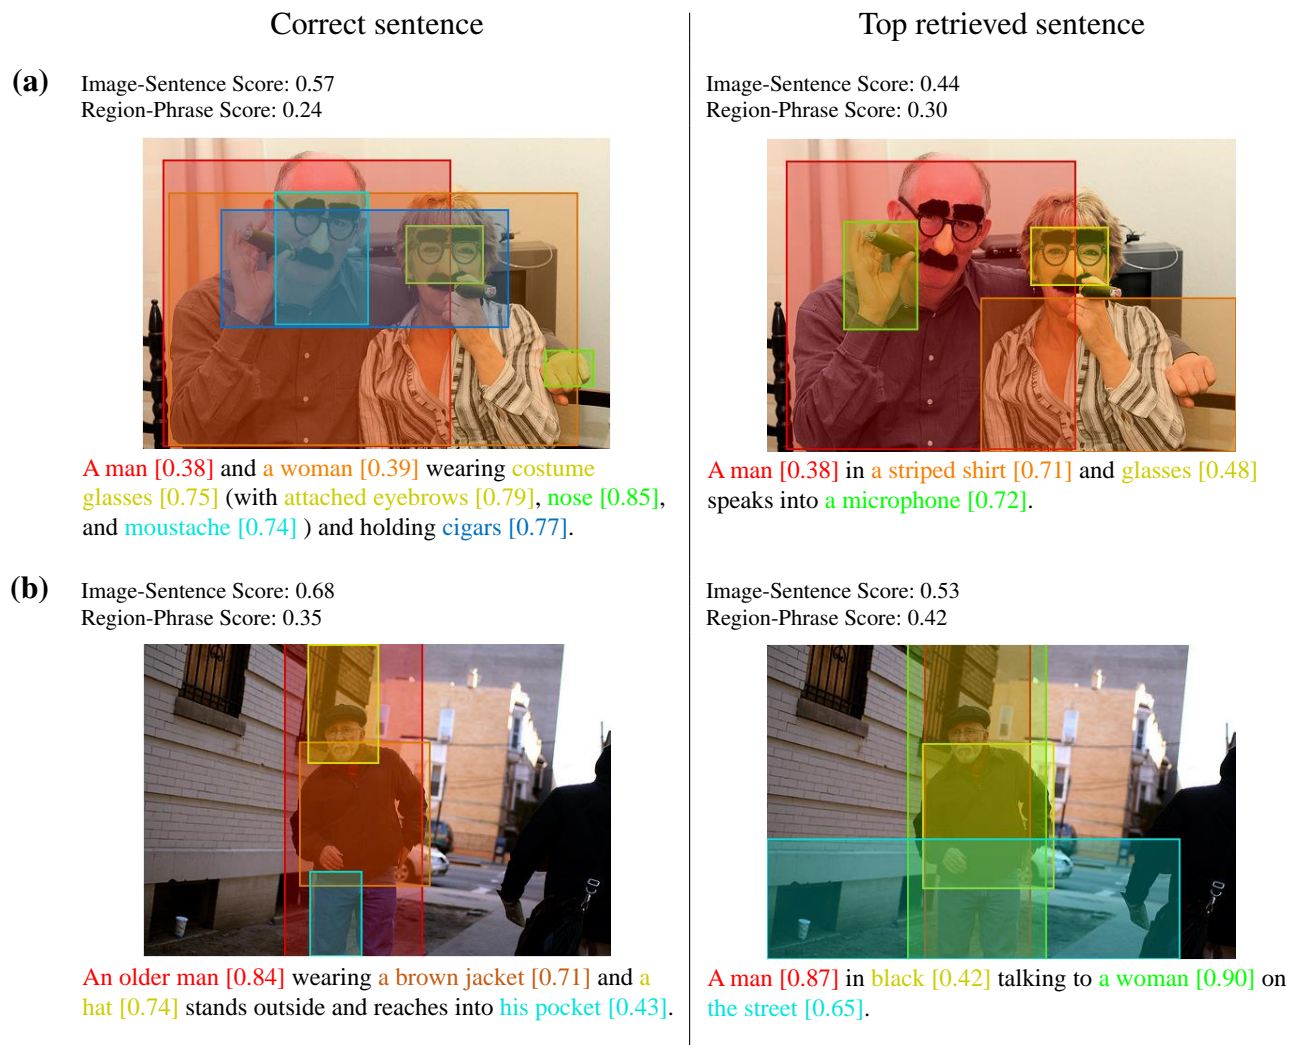 Correct sentence
Top retrieved sentence
(a)
Image-Sentence Score: 0.57
Region-Phrase Score: 0.24
Image-Sentence Score: 0.44
Region-Phrase Score: 0.30
A man [0.38] and a woman [0.39] wearing costume
glasses [0.75] (with attached eyebrows [0.79], nose [0.85],
and moustache [0.74] ) and holding cigars [0.77].
A man [0.38] in a striped shirt [0.71] and glasses [0.48]
speaks into a microphone [0.72].
(b)
Image-Sentence Score: 0.68
Region-Phrase Score: 0.35
Image-Sentence Score: 0.53
Region-Phrase Score: 0.42
An older man [0.84] wearing a brown jacket [0.71] and a
hat [0.74] stands outside and reaches into his pocket [0.43].
A man [0.87] in black [0.42] talking to a woman [0.90] on
the street [0.65].